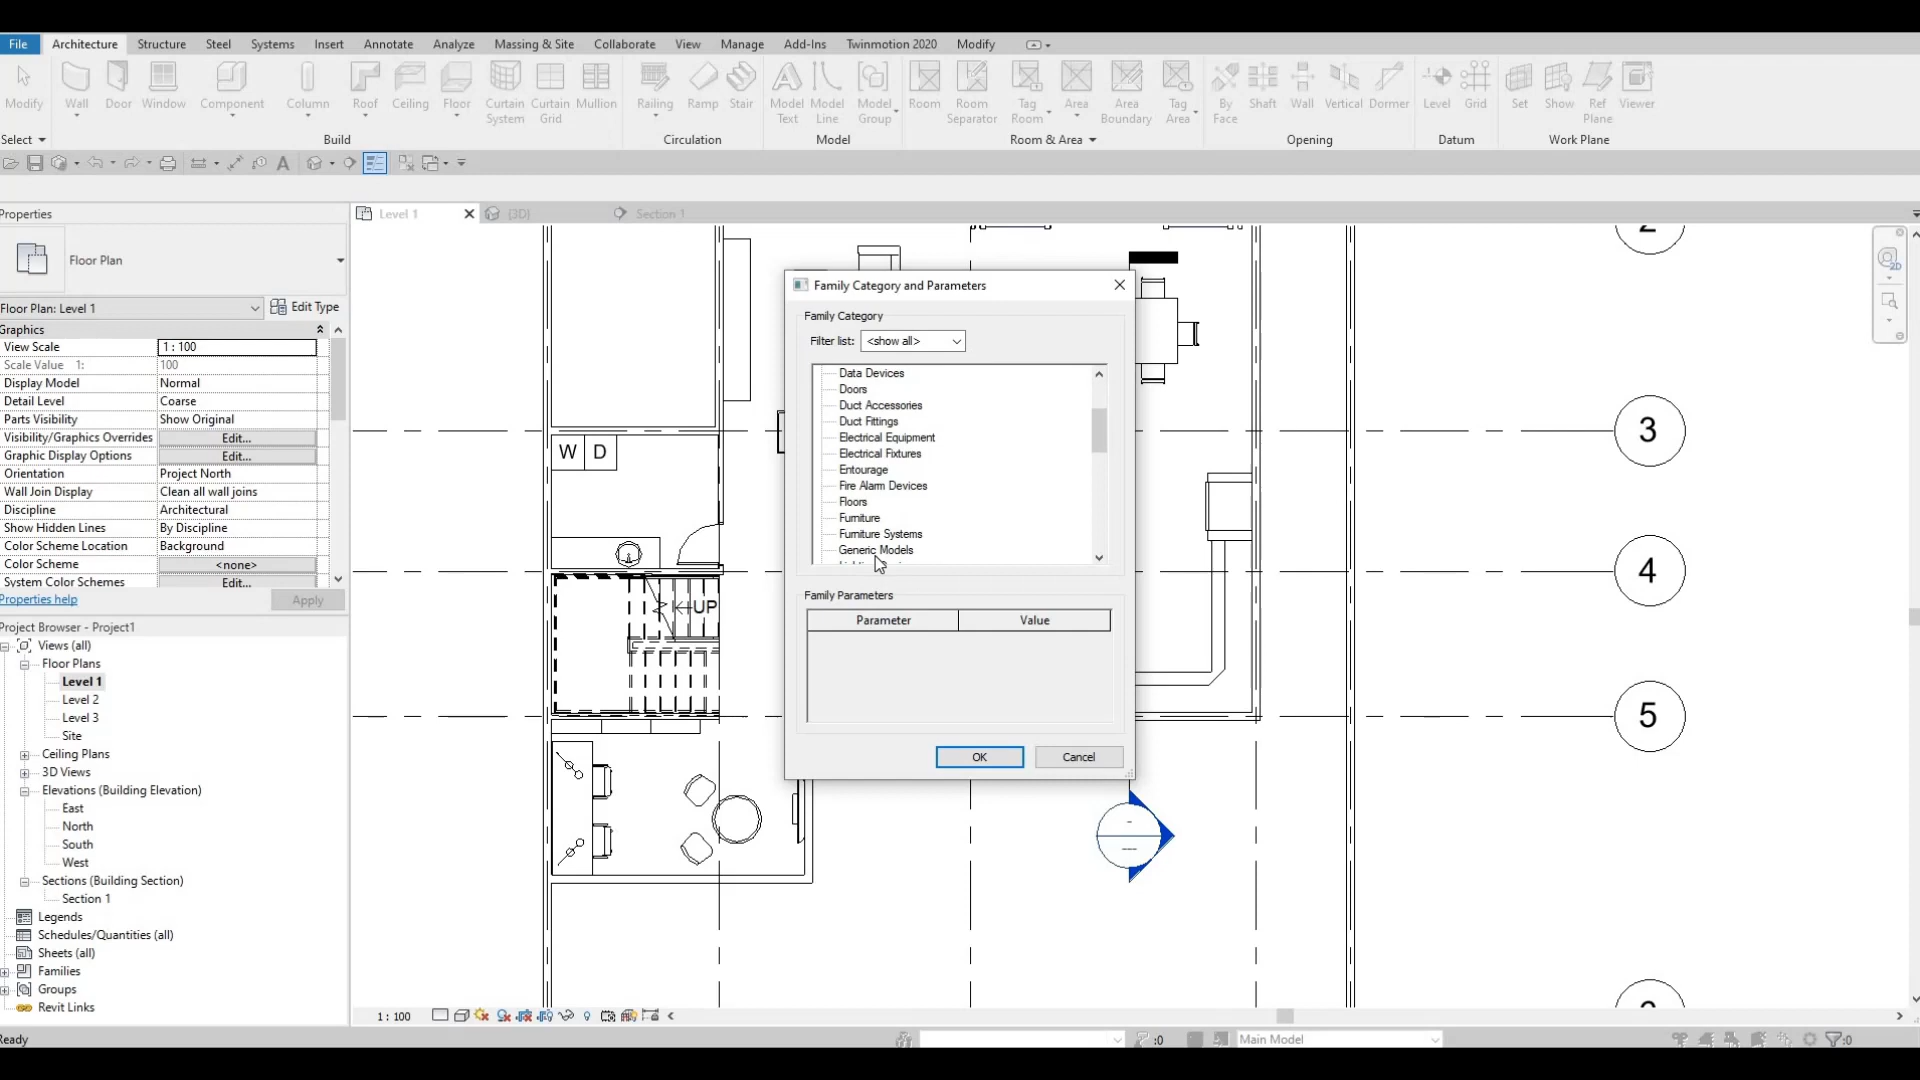 File Architecture Structure Steel Systems Insert Annotate Analyze Massing & Site Collaborate View Manage Add-Ins Twinmotion 2020 Modify
Modify Wall Door Window Component Column Roof Ceiling Floor Curtain System Curtain Grid Mullion Railing Ramp Stair Model Text Model Line Model Group Room Room Separator Tag Room Area Area Boundary Tag Area By Face Shaft Wall Vertical Dormer Level Grid Set Show Ref Plane Viewer
Select Build Circulation Model Room & Area Opening Datum Work Plane
Properties
Level 1 {3D} Section 1
Floor Plan
Floor Plan: Level 1 Edit Type
Graphics
View Scale 1 : 100
Scale Value 1: 100
Display Model Normal
Detail Level Coarse
Parts Visibility Show Original
Visibility/Graphics Overrides Edit...
Graphic Display Options Edit...
Orientation Project North
Wall Join Display Clean all wall joins
Discipline Architectural
Show Hidden Lines By Discipline
Color Scheme Location Background
Color Scheme <none>
System Color Schemes Edit...
Properties help Apply
Project Browser - Project1
Views (all)
Floor Plans
Level 1
Level 2
Level 3
Site
Ceiling Plans
3D Views
Elevations (Building Elevation)
East
North
South
West
Sections (Building Section)
Section 1
Legends
Schedules/Quantities (all)
Sheets (all)
Families
Groups
Revit Links
W D
UP
Family Category and Parameters
Family Category
Filter list: <show all>
Data Devices
Doors
Duct Accessories
Duct Fittings
Electrical Equipment
Electrical Fixtures
Entourage
Fire Alarm Devices
Floors
Furniture
Furniture Systems
Generic Models
Family Parameters
Parameter Value
OK Cancel
3
4
5
2D
1 : 100
Ready :0 Main Model :0